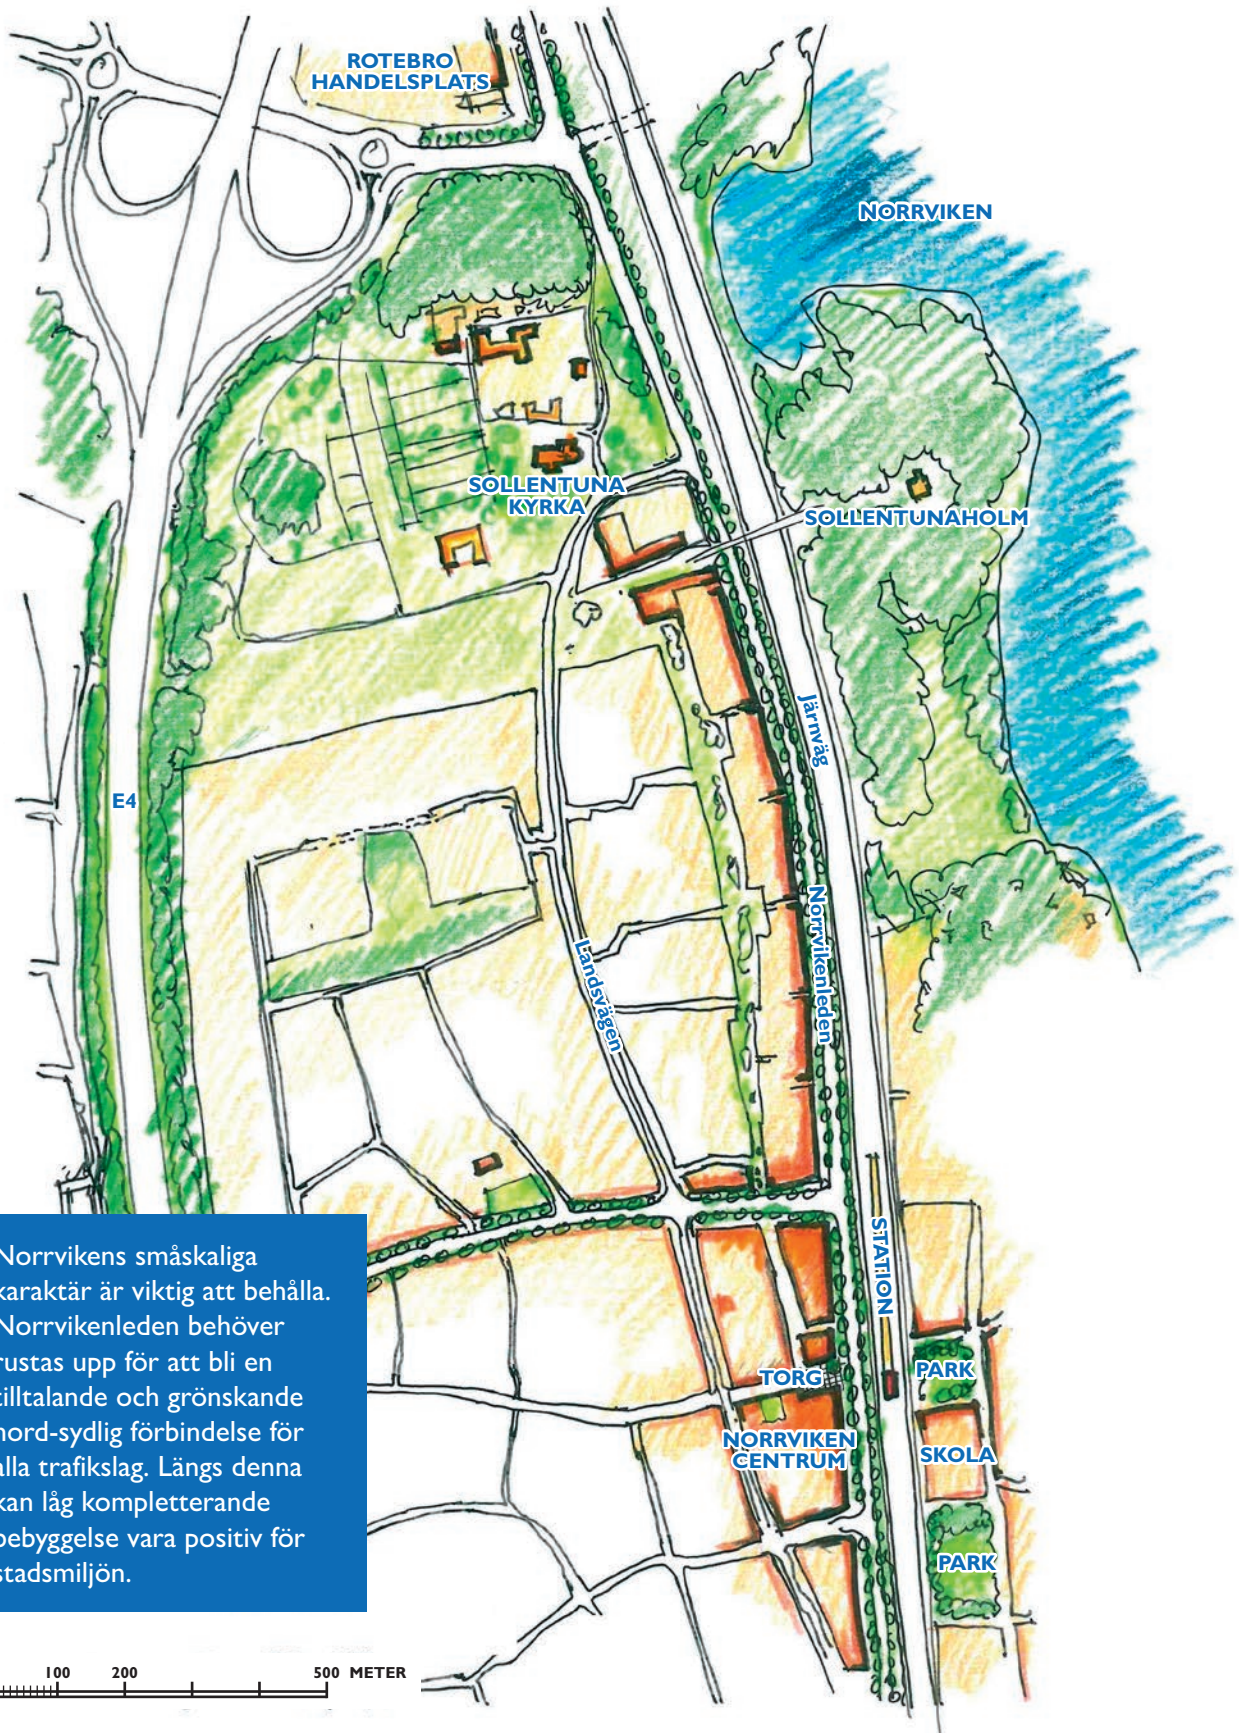 ROTEBRO
HANDELSPLATS
NORRVIKEN
SOLLENTUNA
KYRKA
SOLLENTUNAHOLM
Järnväg
E4
Norrvikenleden
Landsvägen
STATION
TORG
PARK
NORRVIKEN
CENTRUM
SKOLA
PARK
Norrvikens småskaliga
karaktär är viktig att behålla.
Norrvikenleden behöver
rustas upp för att bli en
tilltalande och grönskande
nord-sydlig förbindelse för
alla trafikslag. Längs denna
kan låg kompletterande
bebyggelse vara positiv för
stadsmiljön.
100 200 500 METER